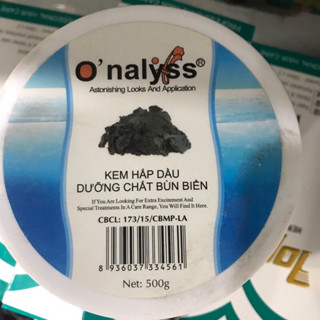 O'nalyss®
Astonishing Looks And Application
KEM HẤP DẦU
DƯỠNG CHẤT BÙN BIỂN
If You Are Looking For Extra Excitement And
Special Treatments In A Care Range, You Will Find It Here.
CBCL: 173/15/CBMP-LA
8 936037 334561
Net: 500g